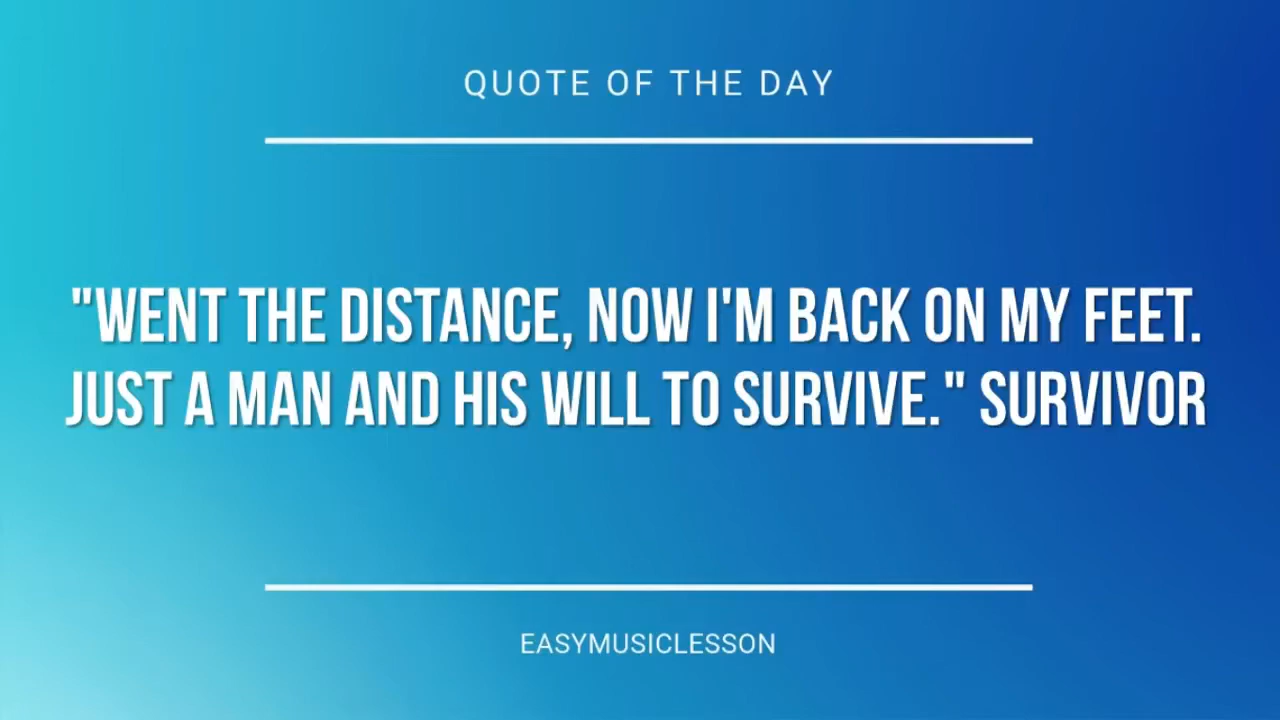 QUOTE OF THE DAY
"WENT THE DISTANCE, NOW I'M BACK ON MY FEET.
JUST A MAN AND HIS WILL TO SURVIVE." SURVIVOR
EASYMUSICLESSON